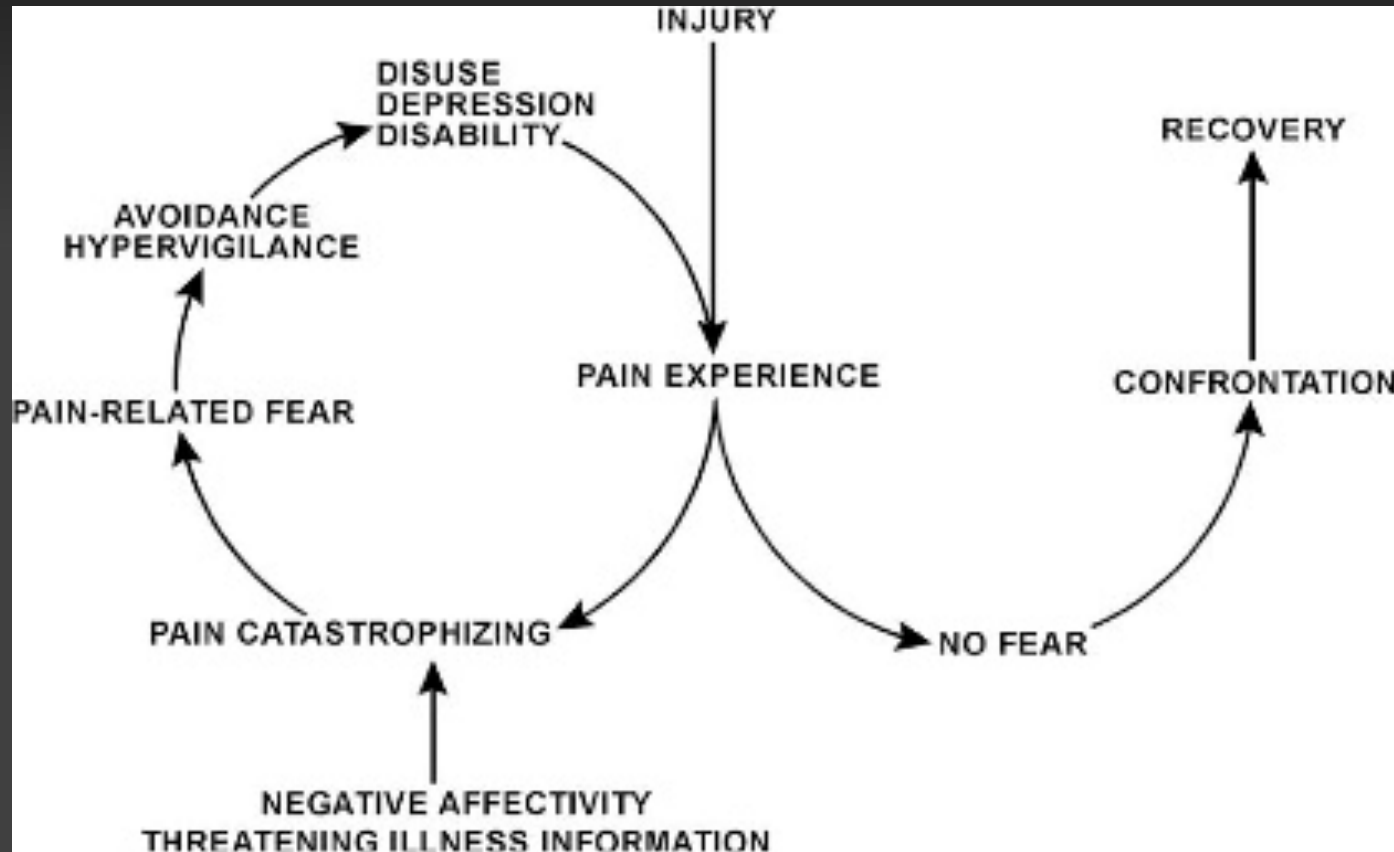 INJURY
DISUSE
DEPRESSION
DISABILITY
RECOVERY
AVOIDANCE
HYPERVIGILANCE
PAIN EXPERIENCE
CONFRONTATION
PAIN-RELATED FEAR
PAIN CATASTROPHIZING
NO FEAR
NEGATIVE AFFECTIVITY
THREATENING ILLNESS INFORMATION